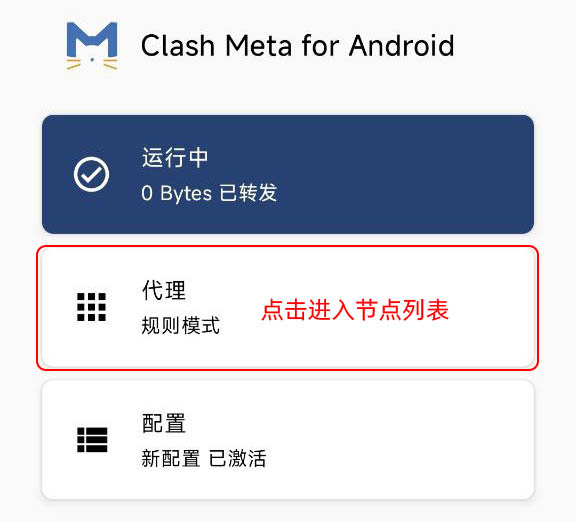 Clash Meta for Android
运行中
0 Bytes 已转发
代理
规则模式
点击进入节点列表
配置
新配置 已激活